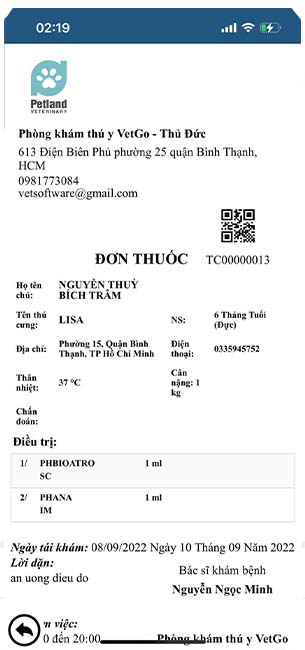 02:19
Petland
VETERINARY
Phòng khám thú y VetGo - Thủ Đức
613 Điện Biên Phủ phường 25 quận Bình Thạnh,
HCM
0981773084
vetsoftware@gmail.com
ĐƠN THUỐC TC00000013
Họ tên chủ: NGUYỄN THUỲ BÍCH TRÂM
Tên thú cưng: LISA NS: 6 Tháng Tuổi (Đực)
Địa chỉ: Phường 15, Quận Bình Thạnh, TP Hồ Chí Minh Điện thoại: 0335945752
Thân nhiệt: 37 °C Cân nặng: 1 kg
Chẩn đoán:
Điều trị:
1/ PHBIOATRO 1 ml
SC
2/ PHANA 1 ml
IM
Ngày tái khám: 08/09/2022 Ngày 10 Tháng 09 Năm 2022
Lời dặn:
an uong dieu do
Bác sĩ khám bệnh
Nguyễn Ngọc Minh
m việc:
0 đến 20:00 Phòng khám thú y VetGo